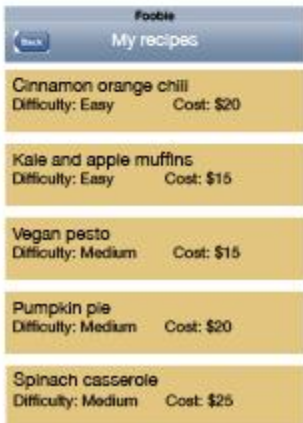 Foobie
Back
My recipes
Cinnamon orange chili
Difficulty: Easy Cost: $20
Kale and apple muffins
Difficulty: Easy Cost: $15
Vegan pesto
Difficulty: Medium Cost: $15
Pumpkin pie
Difficulty: Medium Cost: $20
Spinach casserole
Difficulty: Medium Cost: $25